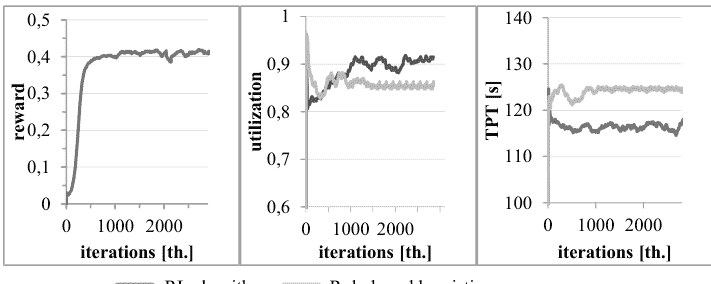 0,5
0,4
0,3
0,2
0,1
0
reward
0 1000 2000
iterations [th.]
1
0,9
0,8
0,7
0,6
utilization
0 1000 2000
iterations [th.]
140
130
120
110
100
TPT [s]
0 1000 2000
iterations [th.]